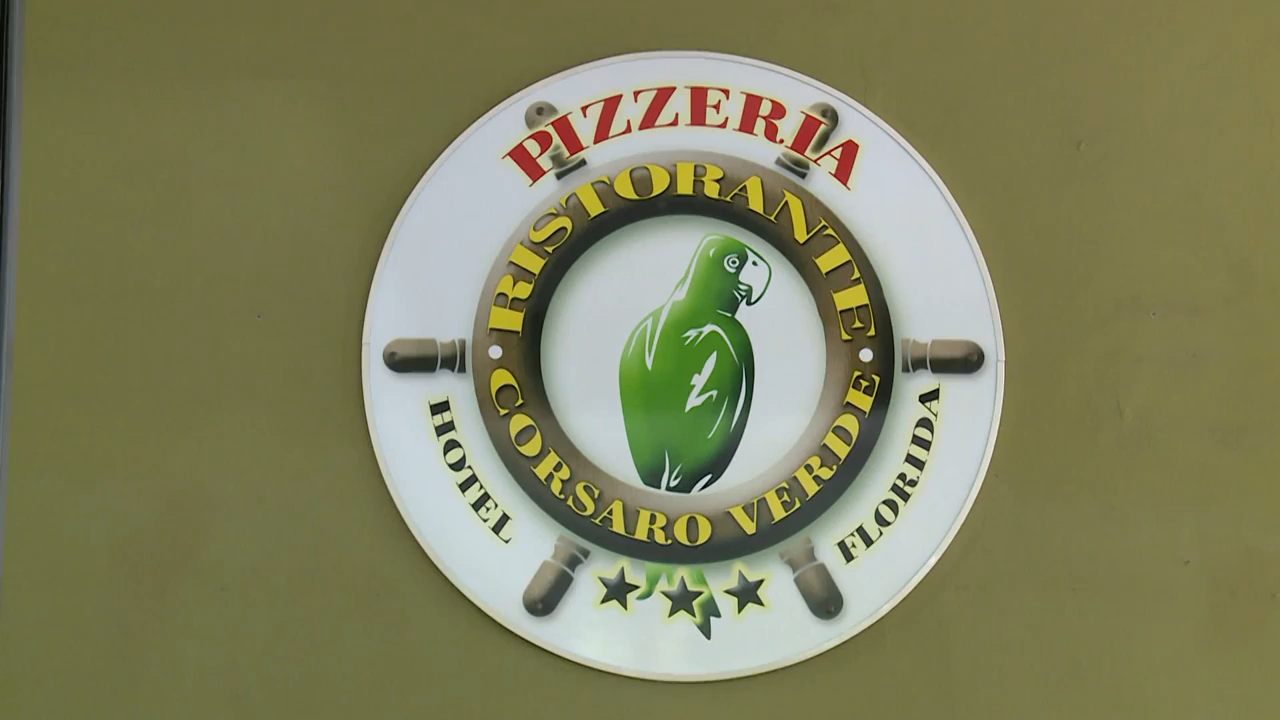 PIZZERIA
RISTORANTE
CORSARO VERDE
HOTEL
FLORIDA